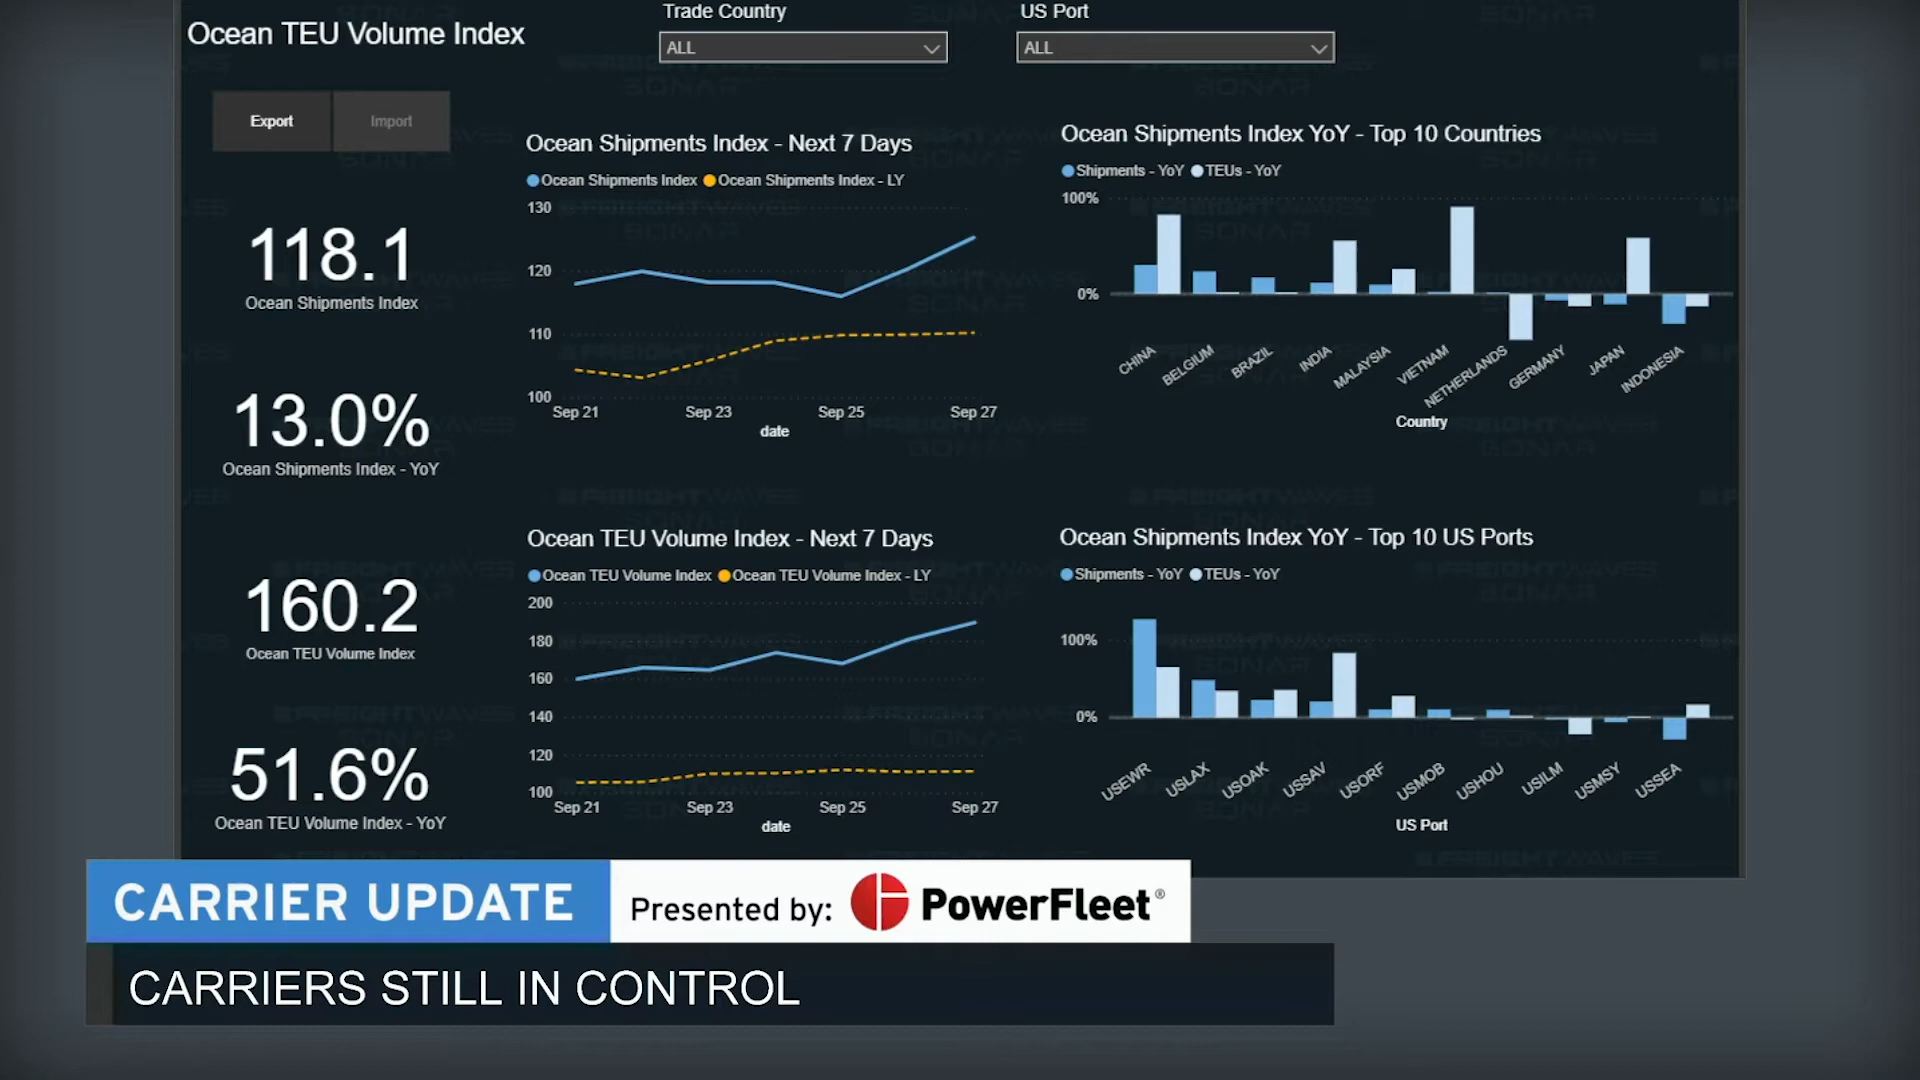 Ocean TEU Volume Index
Trade Country
ALL
US Port
ALL
Export
Import
118.1
Ocean Shipments Index
13.0%
Ocean Shipments Index - YoY
160.2
Ocean TEU Volume Index
51.6%
Ocean TEU Volume Index - YoY
Ocean Shipments Index - Next 7 Days
Ocean Shipments Index Ocean Shipments Index - LY
130
120
110
100
Sep 21 Sep 23 Sep 25 Sep 27
date
Ocean Shipments Index YoY - Top 10 Countries
Shipments - YoY TEUs - YoY
100%
0%
CHINA BELGIUM BRAZIL INDIA MALAYSIA VIETNAM NETHERLANDS GERMANY JAPAN INDONESIA
Country
Ocean TEU Volume Index - Next 7 Days
Ocean TEU Volume Index Ocean TEU Volume Index - LY
200
180
160
140
120
100
Sep 21 Sep 23 Sep 25 Sep 27
date
Ocean Shipments Index YoY - Top 10 US Ports
Shipments - YoY TEUs - YoY
100%
0%
USEWR USLAX USOAK USSAV USORF USMOB USHOU USILM USMSY USSEA
US Port
FREIGHTWAVES
SONAR
CARRIER UPDATE
Presented by: PowerFleet®
CARRIERS STILL IN CONTROL